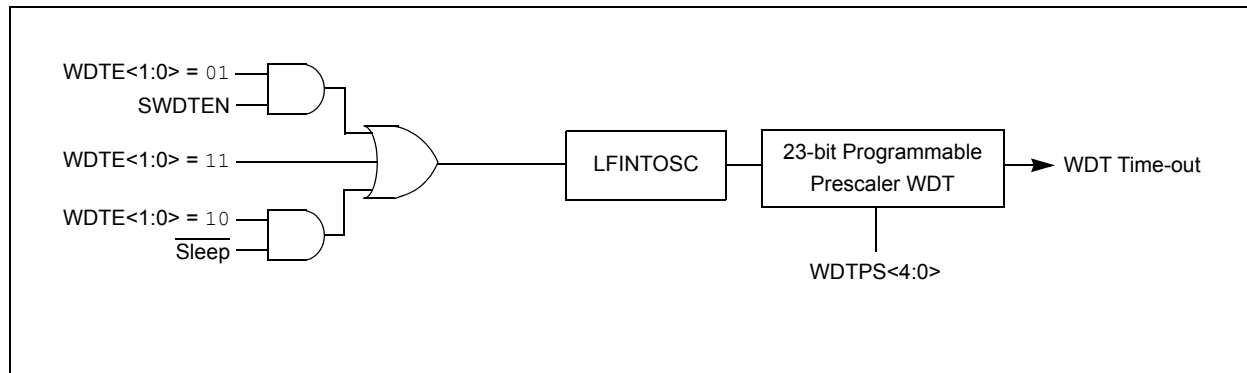 WDTE<1:0> = 01
SWDTEN
WDTE<1:0> = 11
WDTE<1:0> = 10
Sleep
LFINTOSC
23-bit Programmable
Prescaler WDT
WDT Time-out
WDTPS<4:0>